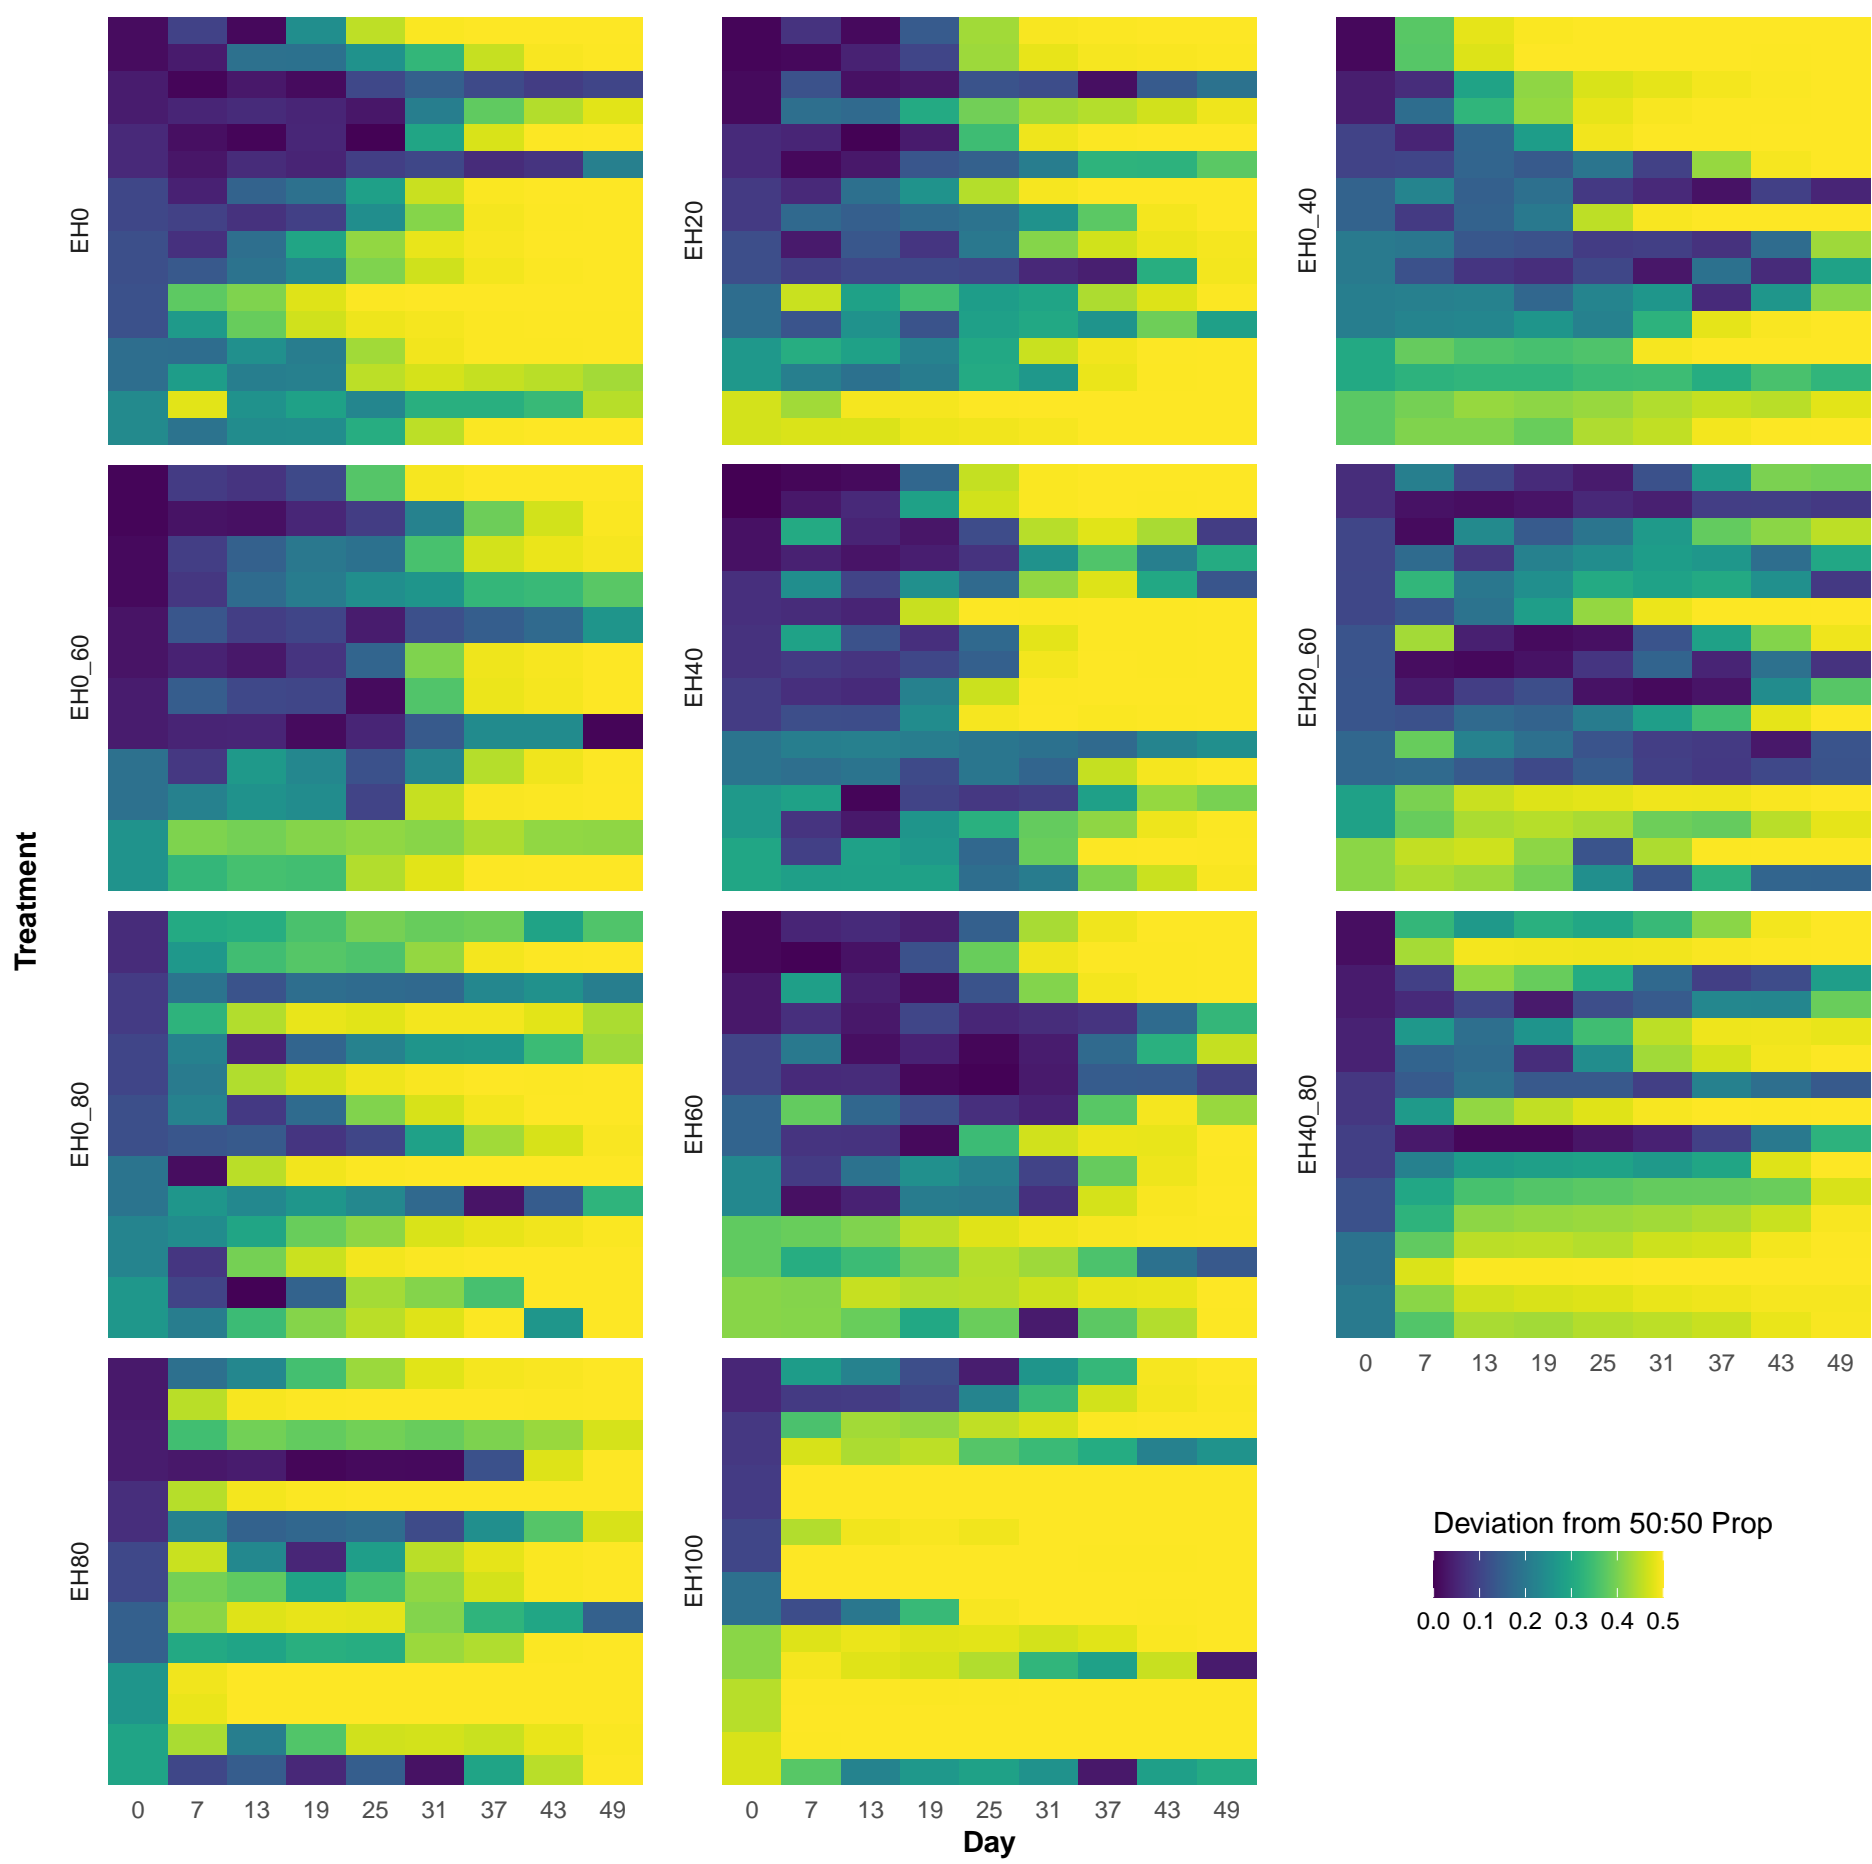 Treatment
EH0
EH20
EH0_40
EH0_60
EH40
EH20_60
EH0_80
EH60
EH40_80
0 7 13 19 25 31 37 43 49
EH80
EH100
Deviation from 50:50 Prop
0.0 0.1 0.2 0.3 0.4 0.5
0 7 13 19 25 31 37 43 49
0 7 13 19 25 31 37 43 49
Day